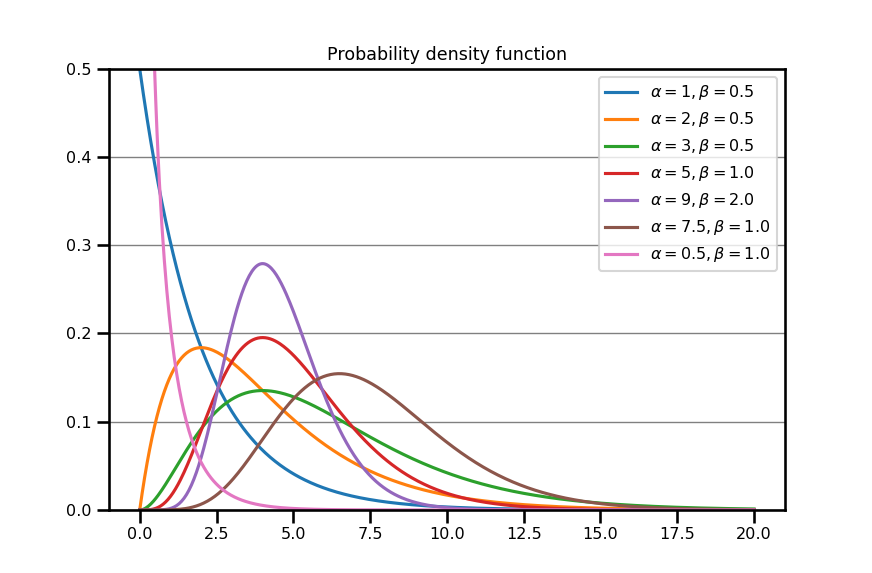 Probability density function
0.5
0.4
0.3
0.2
0.1
0.0
α = 1, β = 0.5
α = 2, β = 0.5
α = 3, β = 0.5
α = 5, β = 1.0
α = 9, β = 2.0
α = 7.5, β = 1.0
α = 0.5, β = 1.0
0.0 2.5 5.0 7.5 10.0 12.5 15.0 17.5 20.0